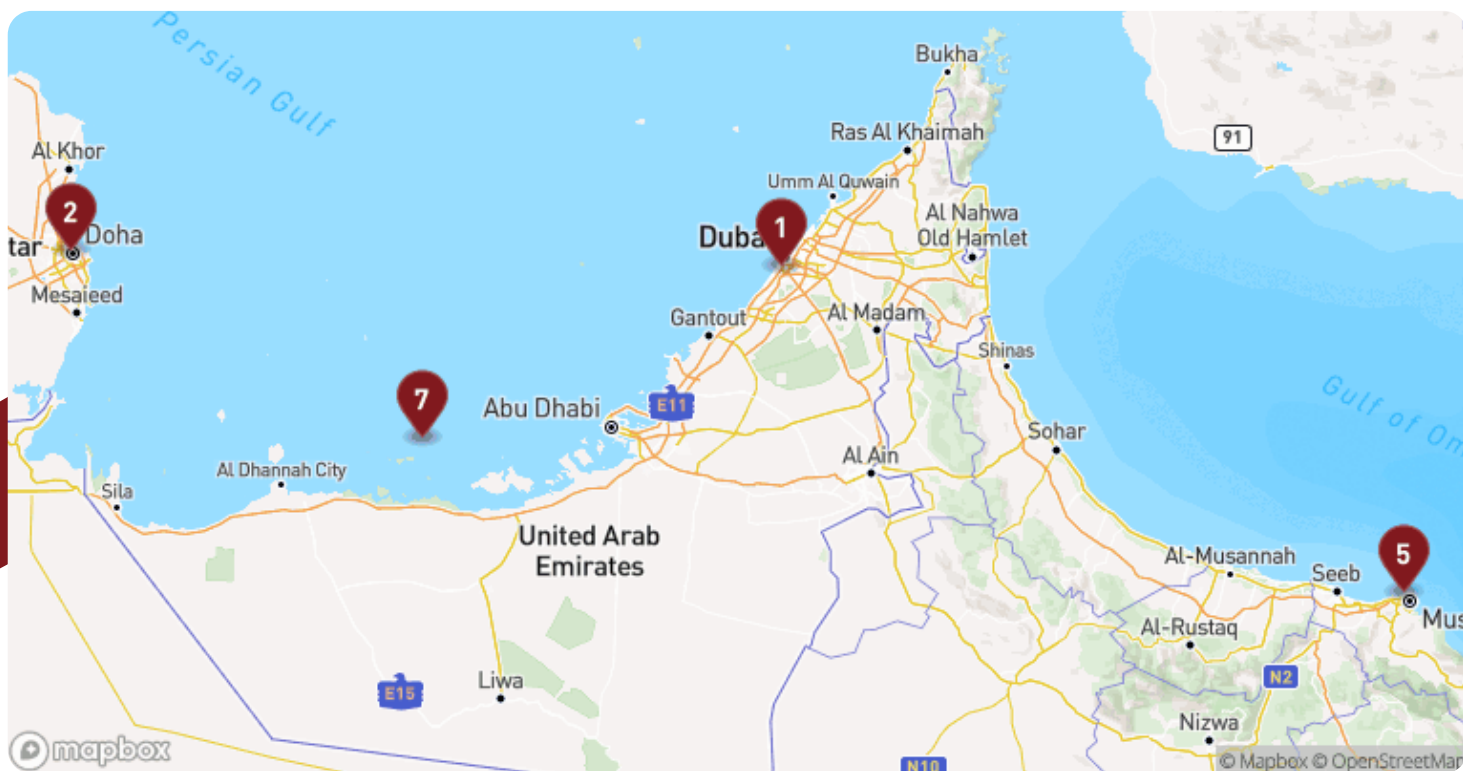 Persian Gulf
Bukha
Al Khor
Ras Al Khaimah
91
Umm Al Quwain
2
Doha
tar
1
Duba
Al Nahwa
Old Hamlet
Mesaieed
Gantout
Al Madam
Shinas
7
Abu Dhabi
E11
Gulf of Om
Sohar
Al Ain
Al Dhannah City
Sila
United Arab
Emirates
5
Al-Musannah
Seeb
Mus
Al-Rustaq
Liwa
E15
N2
Nizwa
N10
mapbox
© Mapbox © OpenStreetMap